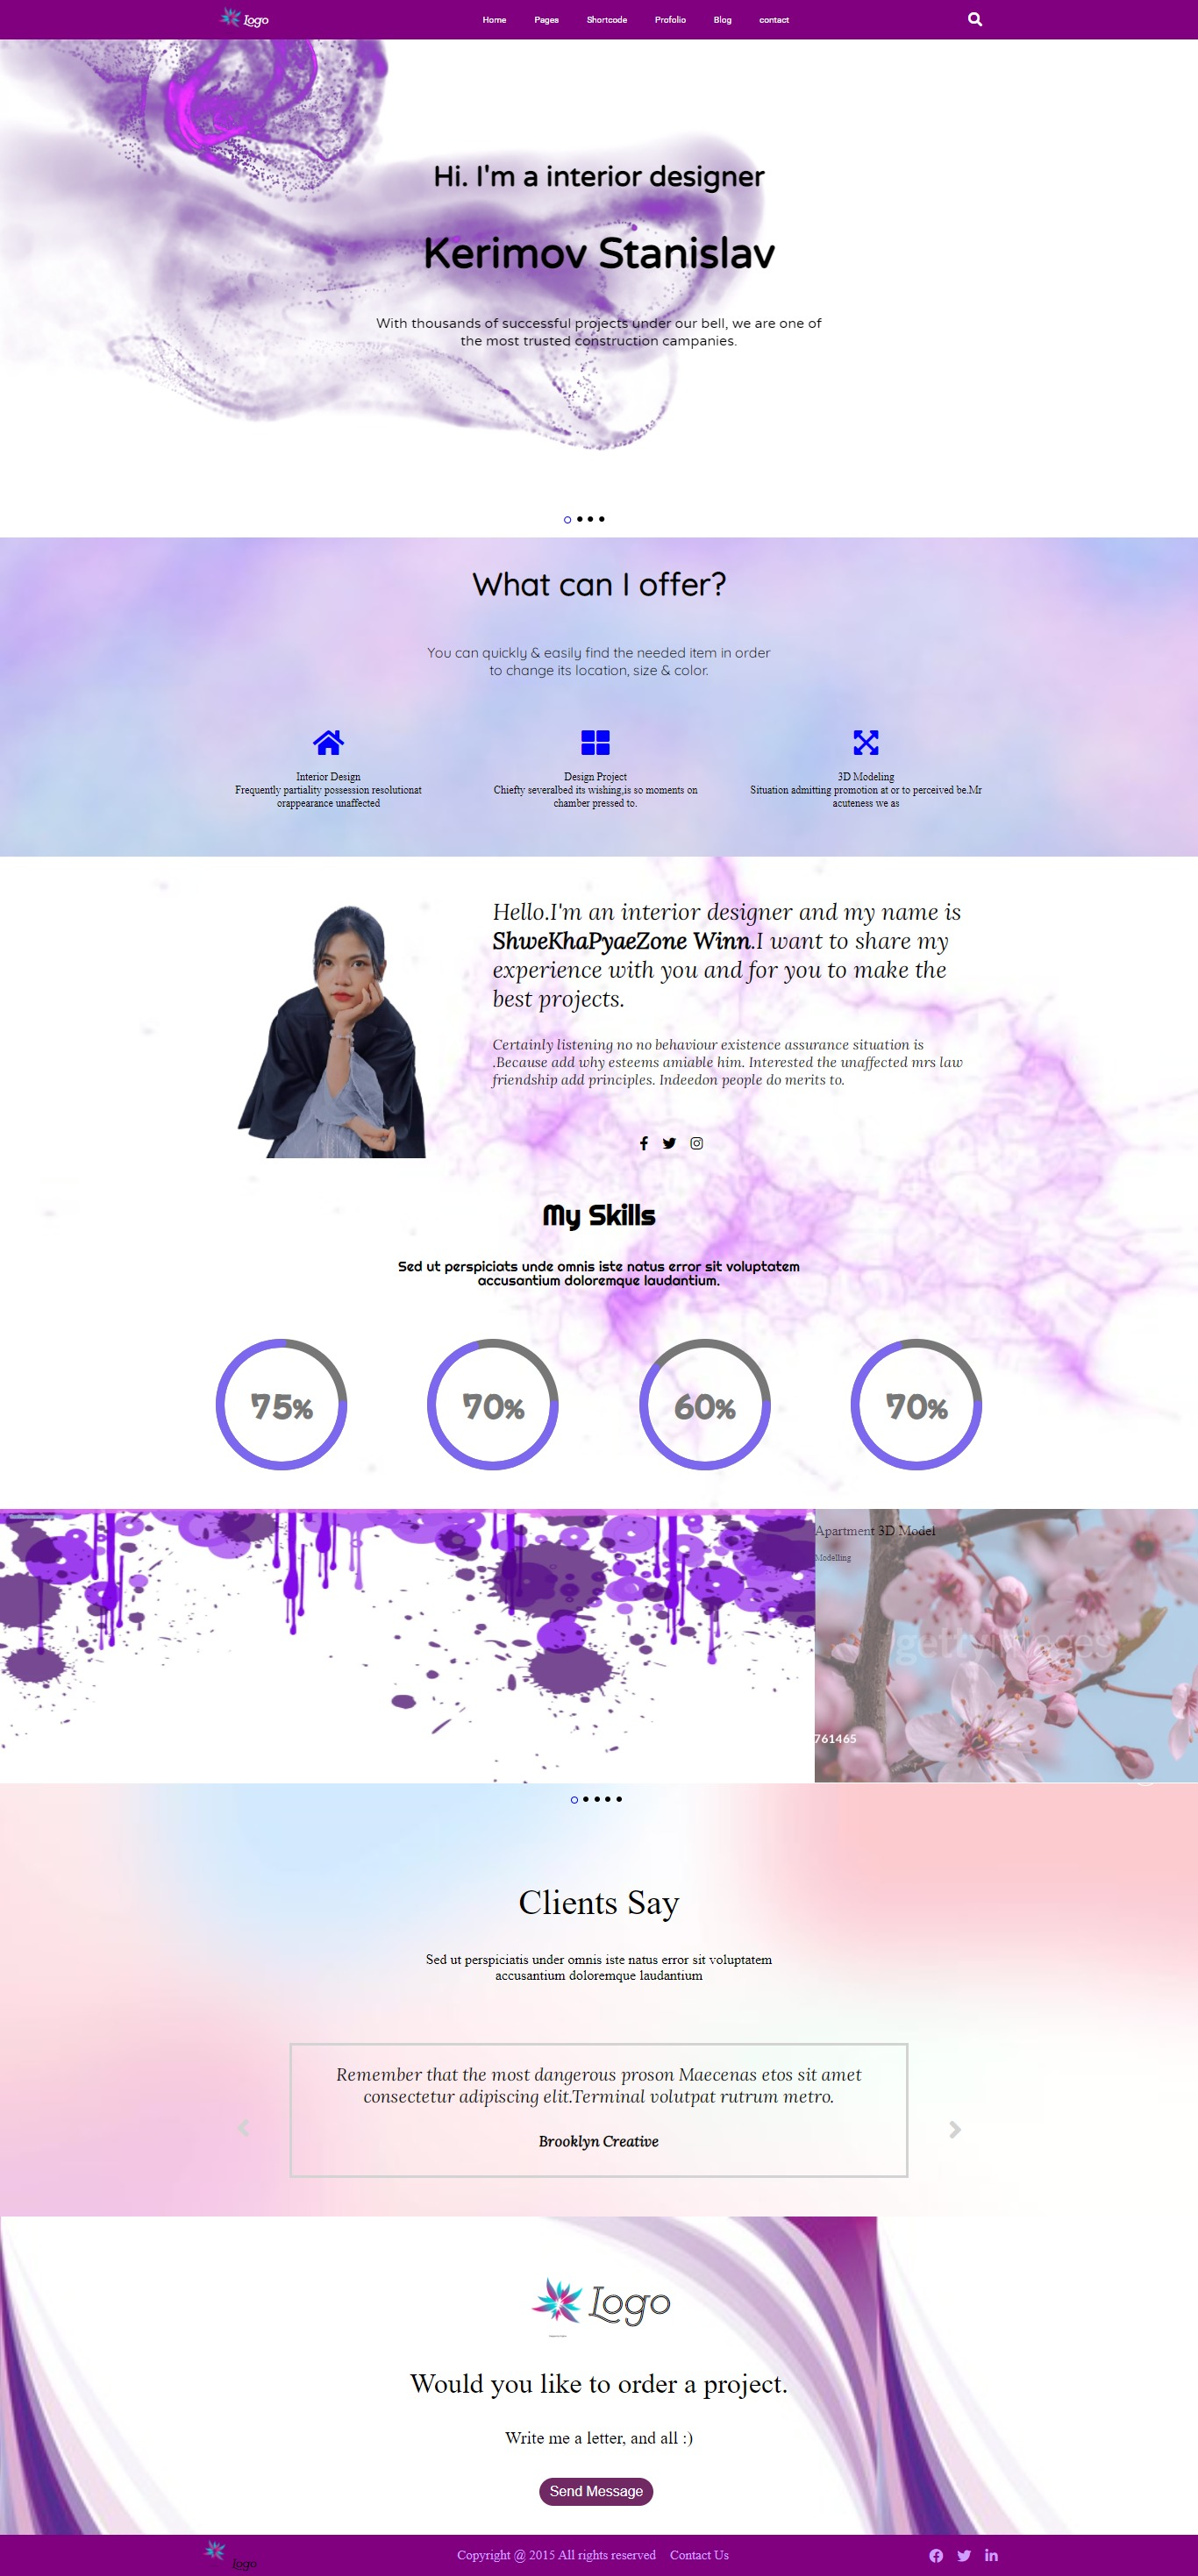 Logo
Home Pages Shortcode Profolio Blog contact
Hi. I'm a interior designer
Kerimov Stanislav
With thousands of successful projects under our bell, we are one of
the most trusted construction campanies.
What can I offer?
You can quickly & easily find the needed item in order
to change its location, size & color.
Interior Design
Frequently partiality possession resolutionat
orappearance unaffected
Design Project
Chiefty severalbed its wishing,is so moments on
chamber pressed to.
3D Modeling
Situation admitting promotion at or to perceived be.Mr
acuteness we as
Hello.I'm an interior designer and my name is
ShweKhaPyaeZone Winn.I want to share my
experience with you and for you to make the
best projects.
Certainly listening no no behaviour existence assurance situation is
.Because add why esteems amiable him. Interested the unaffected mrs law
friendship add principles. Indeedon people do merits to.
My Skills
Sed ut perspiciats unde omnis iste natus error sit voluptatem
accusantium doloremque laudantium.
75% 70% 60% 70%
Apartment 3D Model
Modelling
gettyimages
761465
Clients Say
Sed ut perspiciatis under omnis iste natus error sit voluptatem
accusantium doloremque laudantium
Remember that the most dangerous proson Maecenas etos sit amet
consectetur adipiscing elit.Terminal volutpat rutrum metro.
Brooklyn Creative
Logo
Would you like to order a project.
Write me a letter, and all :)
Send Message
Logo
Copyright @ 2015 All rights reserved Contact Us